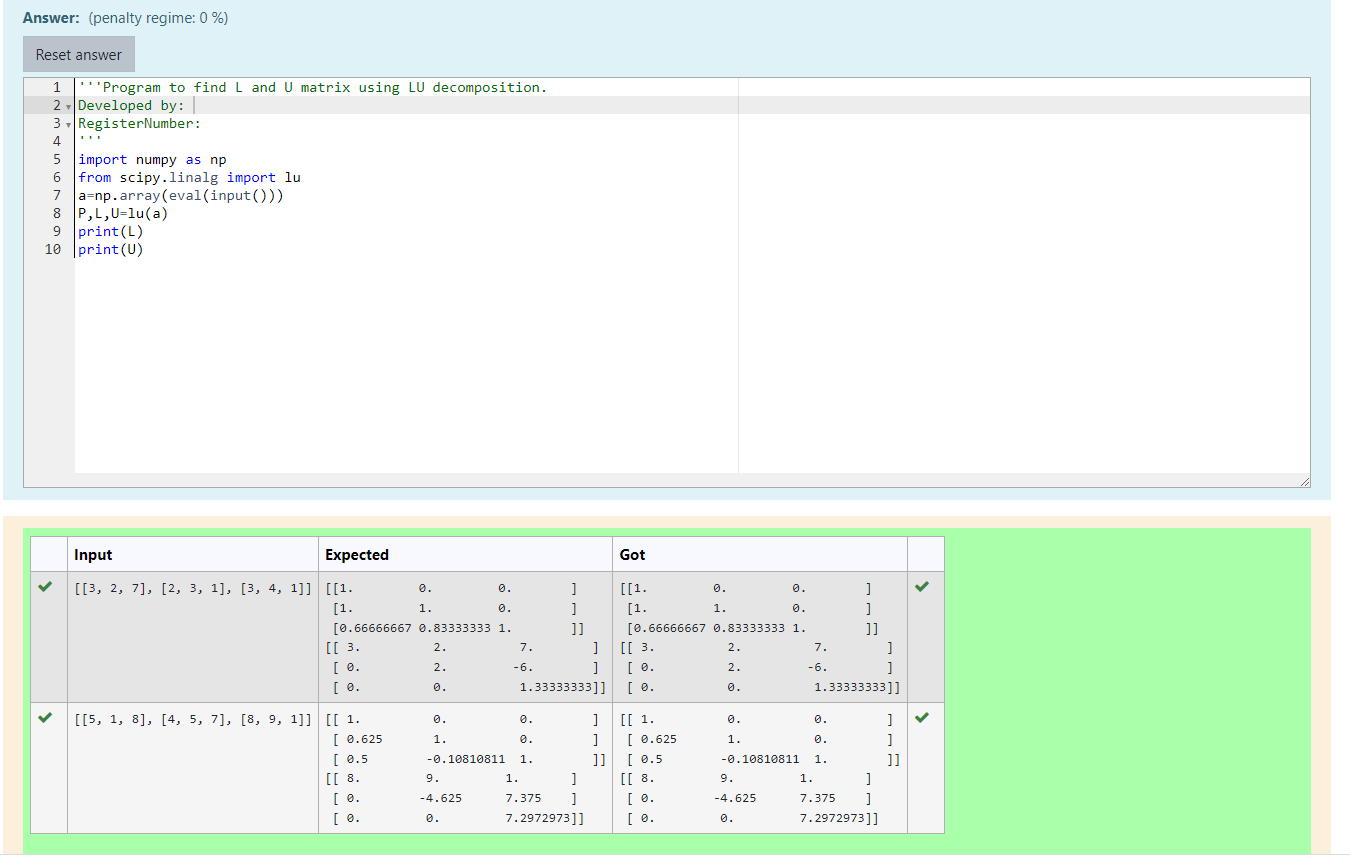 Answer: (penalty regime: 0 %)
Reset answer
1 '''Program to find L and U matrix using LU decomposition.
2 Developed by:
3 RegisterNumber:
4 '''
5 import numpy as np
6 from scipy.linalg import lu
7 a=np.array(eval(input()))
8 P,L,U=lu(a)
9 print(L)
10 print(U)
Input Expected Got
[[3, 2, 7], [2, 3, 1], [3, 4, 1]] [[1. 0. 0. ] [[1. 0. 0. ]
[1. 1. 0. ] [1. 1. 0. ]
[0.66666667 0.83333333 1. ]] [0.66666667 0.83333333 1. ]]
[[ 3. 2. 7. ] [[ 3. 2. 7. ]
[ 0. 2. -6. ] [ 0. 2. -6. ]
[ 0. 0. 1.33333333]] [ 0. 0. 1.33333333]]
[[5, 1, 8], [4, 5, 7], [8, 9, 1]] [[ 1. 0. 0. ] [[ 1. 0. 0. ]
[ 0.625 1. 0. ] [ 0.625 1. 0. ]
[ 0.5 -0.10810811 1. ]] [ 0.5 -0.10810811 1. ]]
[[ 8. 9. 1. ] [[ 8. 9. 1. ]
[ 0. -4.625 7.375 ] [ 0. -4.625 7.375 ]
[ 0. 0. 7.2972973]] [ 0. 0. 7.2972973]]